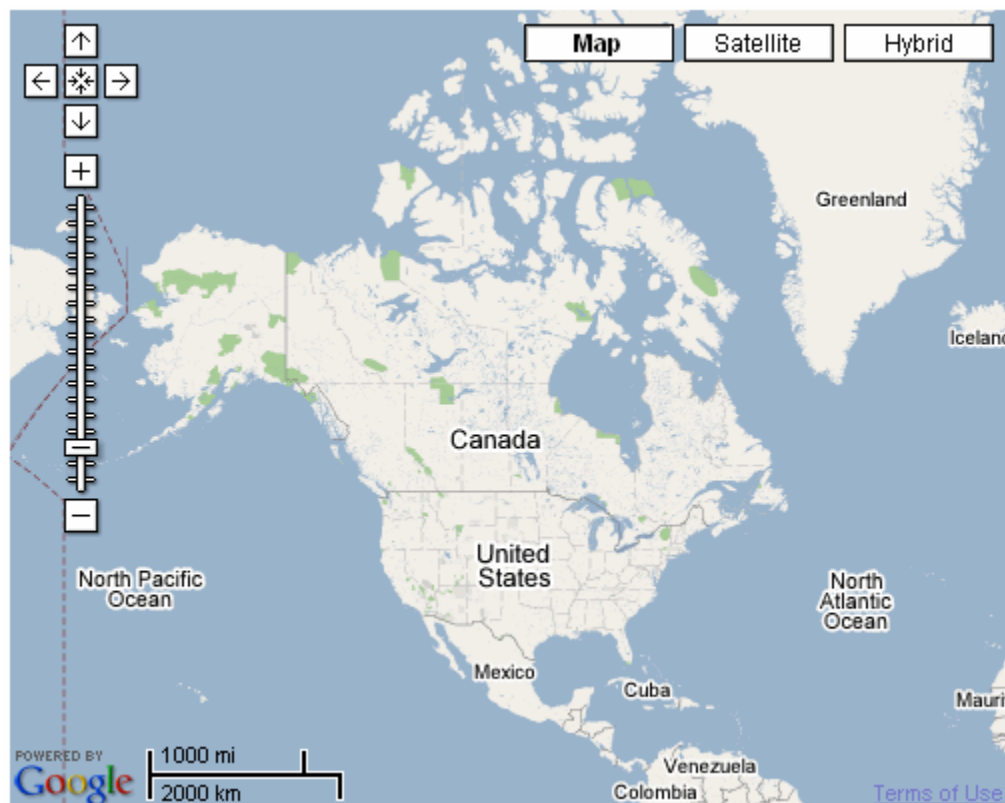 Map
Satellite
Hybrid
Greenland
Canada
United
States
North Pacific
Ocean
North
Atlantic
Ocean
Mexico
Cuba
Venezuela
Colombia
POWERED BY
Google
1000 mi
2000 km
Terms of Use